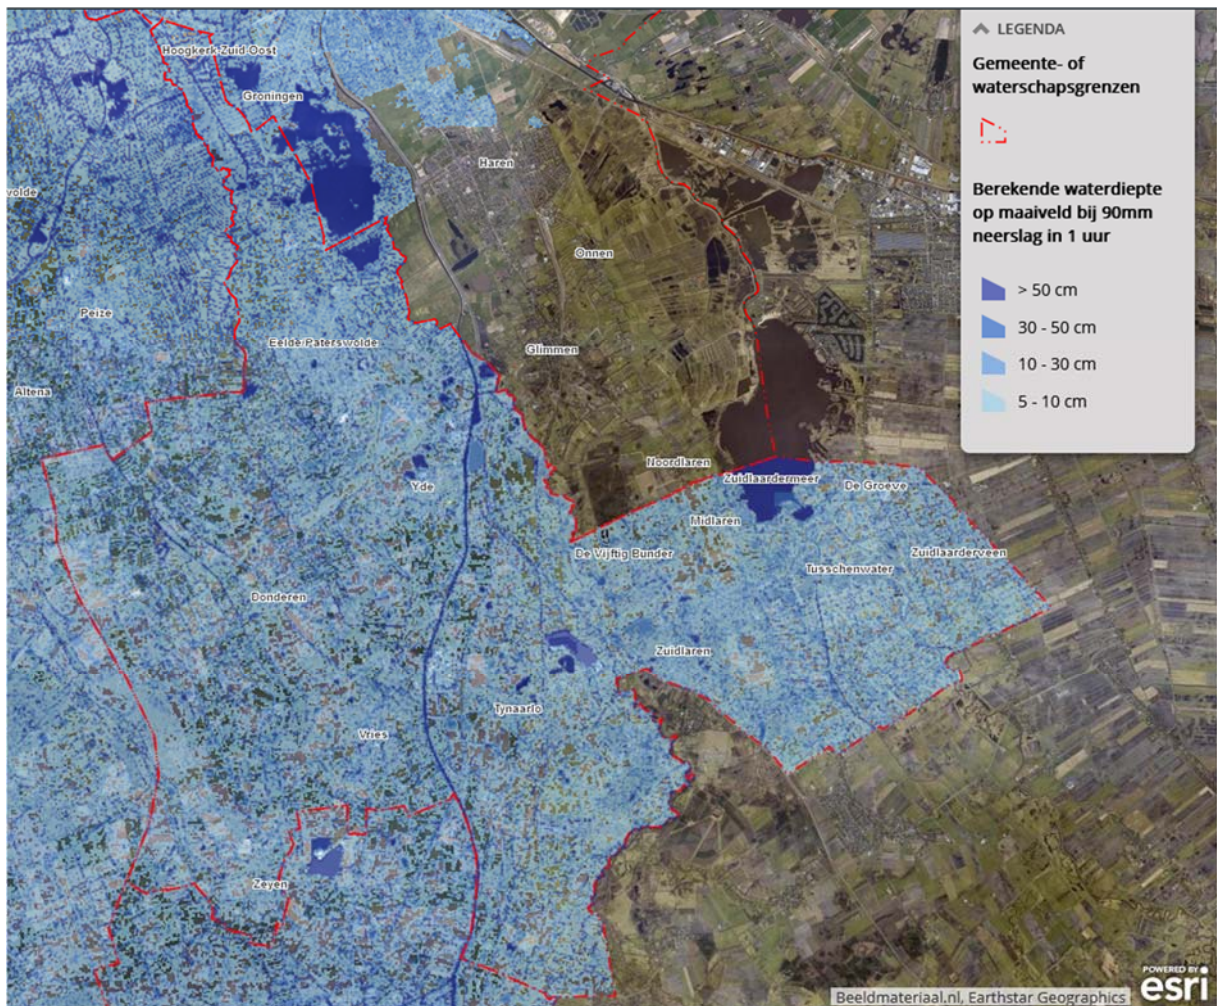 LEGENDA
Gemeente- of
waterschapsgrenzen
Berekende waterdiepte
op maaiveld bij 90mm
neerslag in 1 uur
> 50 cm
30 - 50 cm
10 - 30 cm
5 - 10 cm
Hoogkerk Zuid-Oost
Groningen
Haren
volde
Onnen
Peize
Eelde Paterswolde
Glimmen
Altena
Noordlaren
Zuidlaardermeer
De Groeve
Yde
Midlaren
De Vijftig Bunder
Zuidlaarderveen
Tusschenwater
Donderen
Zuidlaren
Tynaarlo
Vries
Zeyen
POWERED BY
esri
Beeldmateriaal.nl, Earthstar Geographics